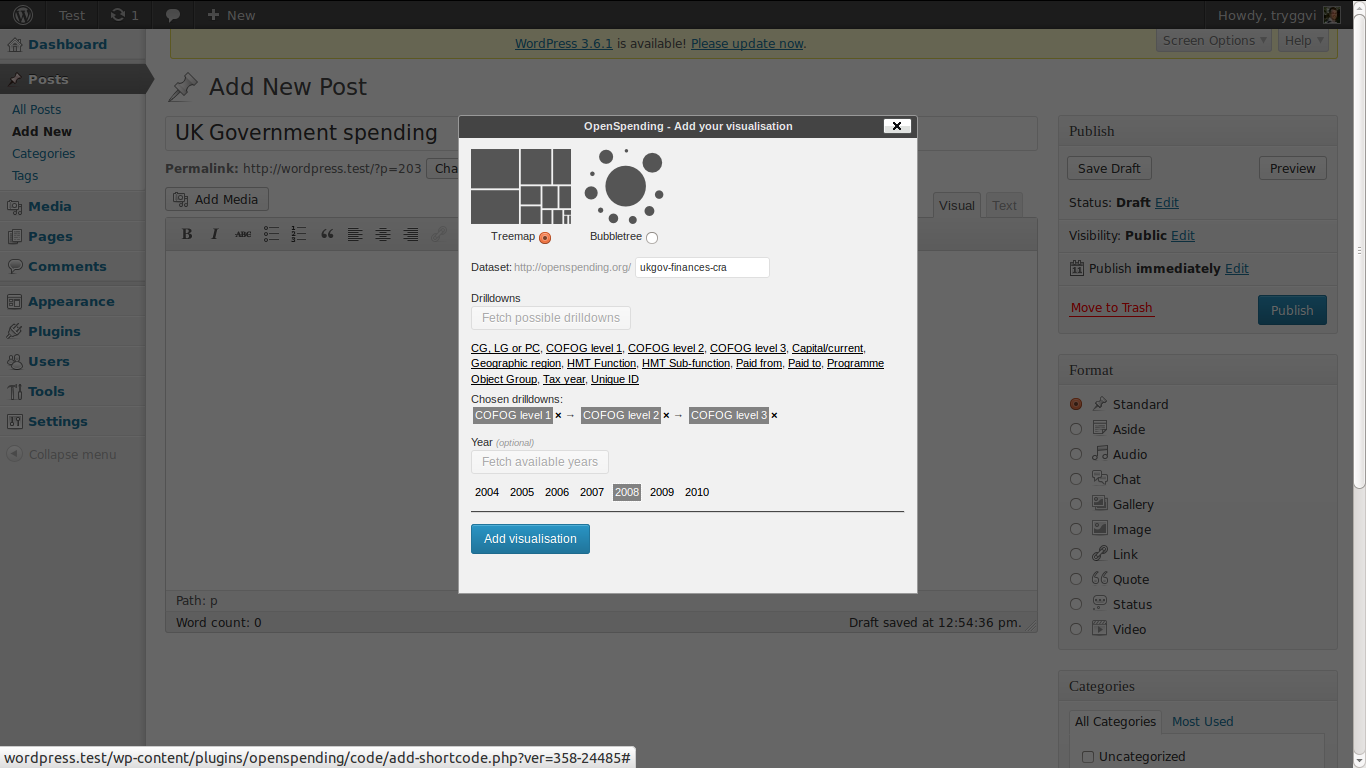 Test 1 + New Howdy, tryggvi
WordPress 3.6.1 is available! Please update now.
Screen Options Help
Dashboard
Posts
All Posts
Add New
Categories
Tags
Media
Pages
Comments
Appearance
Plugins
Users
Tools
Settings
Collapse menu
Add New Post
UK Government spending
Permalink: http://wordpress.test/?p=203 Cha
Add Media
Visual Text
B I ABC
Path: p
Word count: 0 Draft saved at 12:54:36 pm.
OpenSpending - Add your visualisation
Treemap Bubbletree
Dataset: http://openspending.org/ ukgov-finances-cra
Drilldowns
Fetch possible drilldowns
CG, LG or PC, COFOG level 1, COFOG level 2, COFOG level 3, Capital/current,
Geographic region, HMT Function, HMT Sub-function, Paid from, Paid to, Programme
Object Group, Tax year, Unique ID
Chosen drilldowns:
COFOG level 1 × → COFOG level 2 × → COFOG level 3 ×
Year (optional)
Fetch available years
2004 2005 2006 2007 2008 2009 2010
Add visualisation
Publish
Save Draft Preview
Status: Draft Edit
Visibility: Public Edit
Publish immediately Edit
Move to Trash Publish
Format
Standard
Aside
Audio
Chat
Gallery
Image
Link
Quote
Status
Video
Categories
All Categories Most Used
Uncategorized
wordpress.test/wp-content/plugins/openspending/code/add-shortcode.php?ver=358-24485#